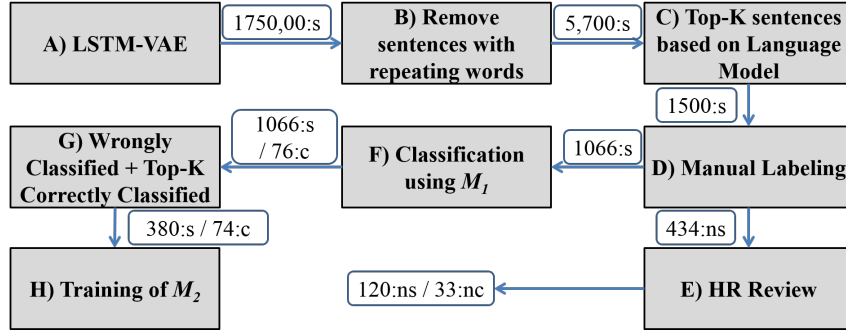 1750,00:s
5,700:s
A) LSTM-VAE
B) Remove
sentences with
repeating words
C) Top-K sentences
based on Language
Model
1500:s
G) Wrongly
Classified + Top-K
Correctly Classified
1066:s
/ 76:c
F) Classification
using M1
1066:s
D) Manual Labeling
380:s / 74:c
434:ns
H) Training of M2
120:ns / 33:nc
E) HR Review